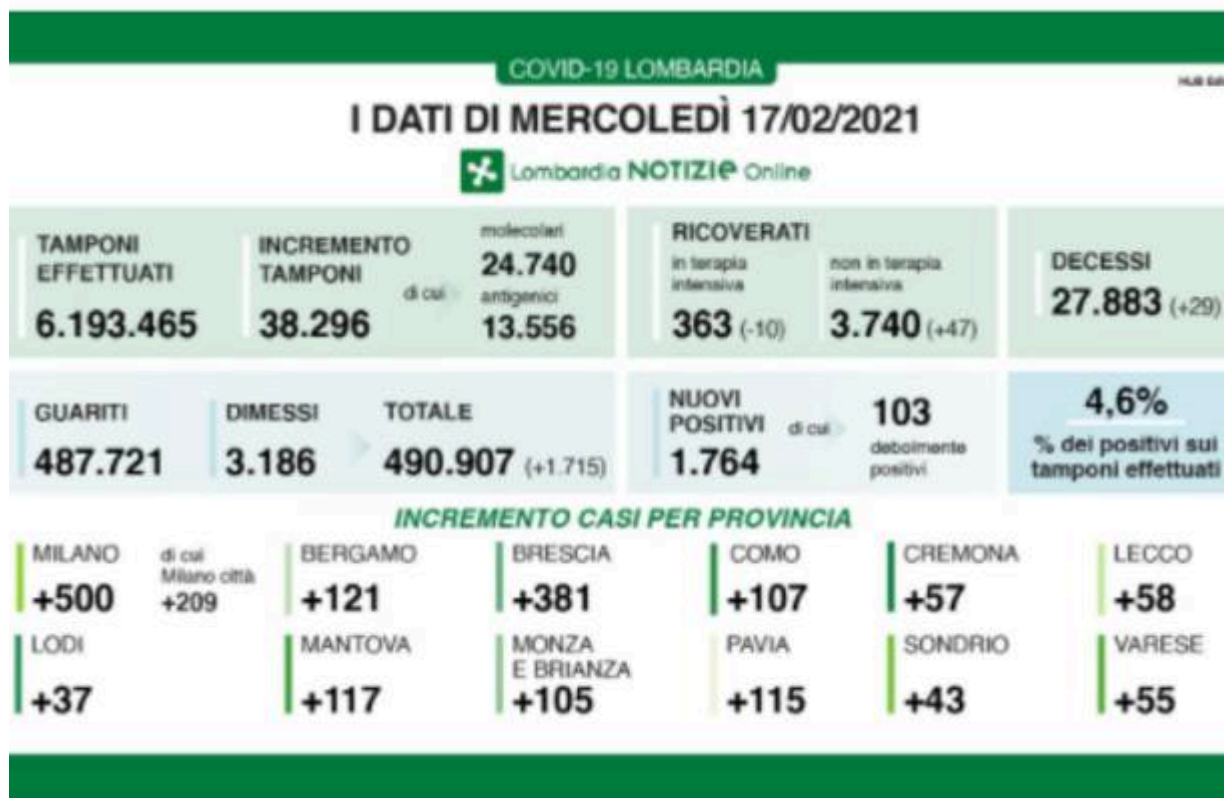 COVID-19 LOMBARDIA
I DATI DI MERCOLEDÌ 17/02/2021
Lombardia NOTIZIE Online
TAMPONI
EFFETTUATI
6.193.465
INCREMENTO
TAMPONI
38.296
di cui
molecolari
24.740
antigenici
13.556
RICOVERATI
in terapia
intensiva
363 (-10)
non in terapia
intensiva
3.740 (+47)
DECESSI
27.883 (+29)
GUARITI
487.721
DIMESSI
3.186
TOTALE
490.907 (+1.715)
NUOVI
POSITIVI
1.764
di cui
103
debolmente
positivi
4,6%
% dei positivi sui
tamponi effettuati
INCREMENTO CASI PER PROVINCIA
MILANO
+500
di cui
Milano città
+209
BERGAMO
+121
BRESCIA
+381
COMO
+107
CREMONA
+57
LECCO
+58
LODI
+37
MANTOVA
+117
MONZA
E BRIANZA
+105
PAVIA
+115
SONDRIO
+43
VARESE
+55